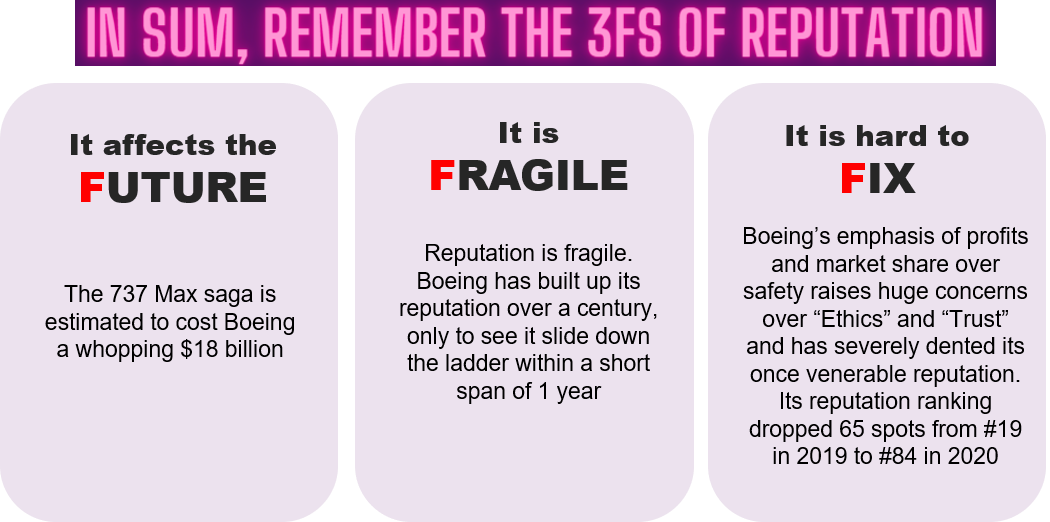 IN SUM, REMEMBER THE 3FS OF REPUTATION
It affects the
FUTURE
The 737 Max saga is
estimated to cost Boeing
a whopping $18 billion
It is
FRAGILE
Reputation is fragile.
Boeing has built up its
reputation over a century,
only to see it slide down
the ladder within a short
span of 1 year
It is hard to
FIX
Boeing’s emphasis of profits
and market share over
safety raises huge concerns
over “Ethics” and “Trust”
and has severely dented its
once venerable reputation.
Its reputation ranking
dropped 65 spots from #19
in 2019 to #84 in 2020